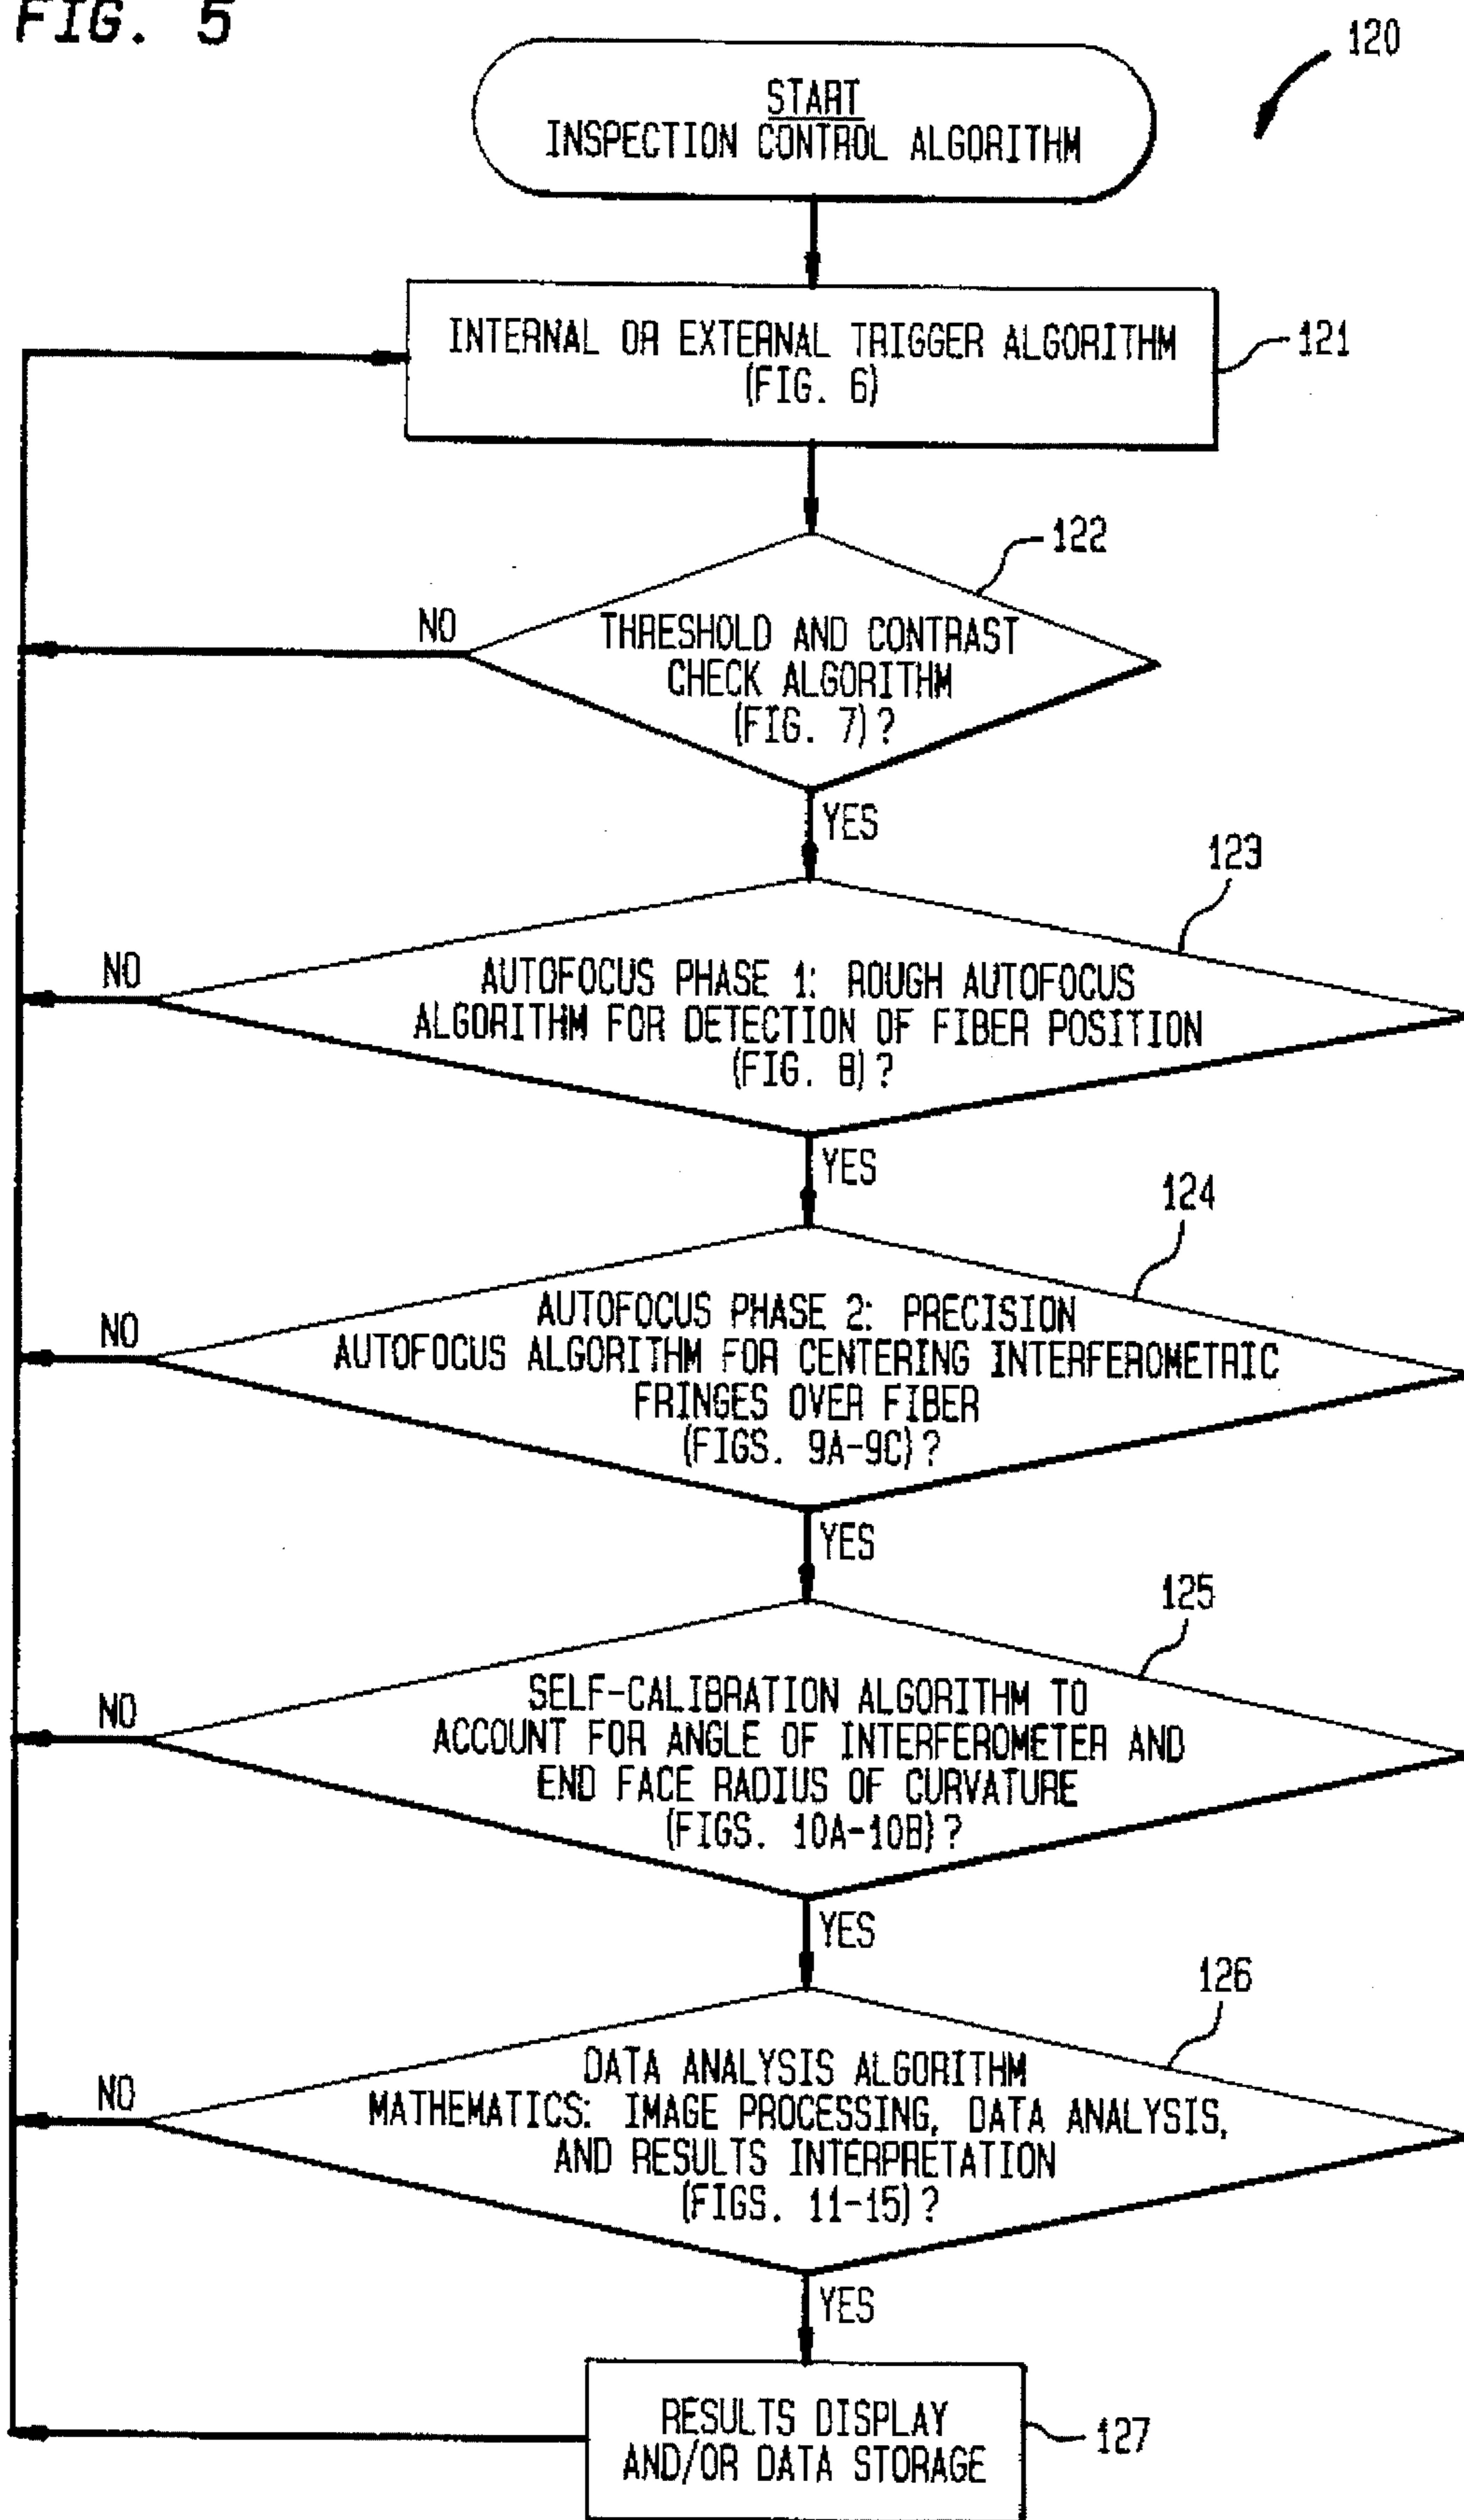 FIG. 5
120
START
INSPECTION CONTROL ALGORITHM
INTERNAL OR EXTERNAL TRIGGER ALGORITHM
(FIG. 6)
121
122
NO
THRESHOLD AND CONTRAST
CHECK ALGORITHM
(FIG. 7)?
YES
123
NO
AUTOFOCUS PHASE 1: ROUGH AUTOFOCUS
ALGORITHM FOR DETECTION OF FIBER POSITION
(FIG. 8)?
YES
124
NO
AUTOFOCUS PHASE 2: PRECISION
AUTOFOCUS ALGORITHM FOR CENTERING INTERFEROMETRIC
FRINGES OVER FIBER
(FIGS. 9A-9C)?
YES
125
NO
SELF-CALIBRATION ALGORITHM TO
ACCOUNT FOR ANGLE OF INTERFEROMETER AND
END FACE RADIUS OF CURVATURE
(FIGS. 10A-10B)?
YES
126
NO
DATA ANALYSIS ALGORITHM
MATHEMATICS: IMAGE PROCESSING, DATA ANALYSIS,
AND RESULTS INTERPRETATION
(FIGS. 11-15)?
YES
RESULTS DISPLAY
AND/OR DATA STORAGE
127